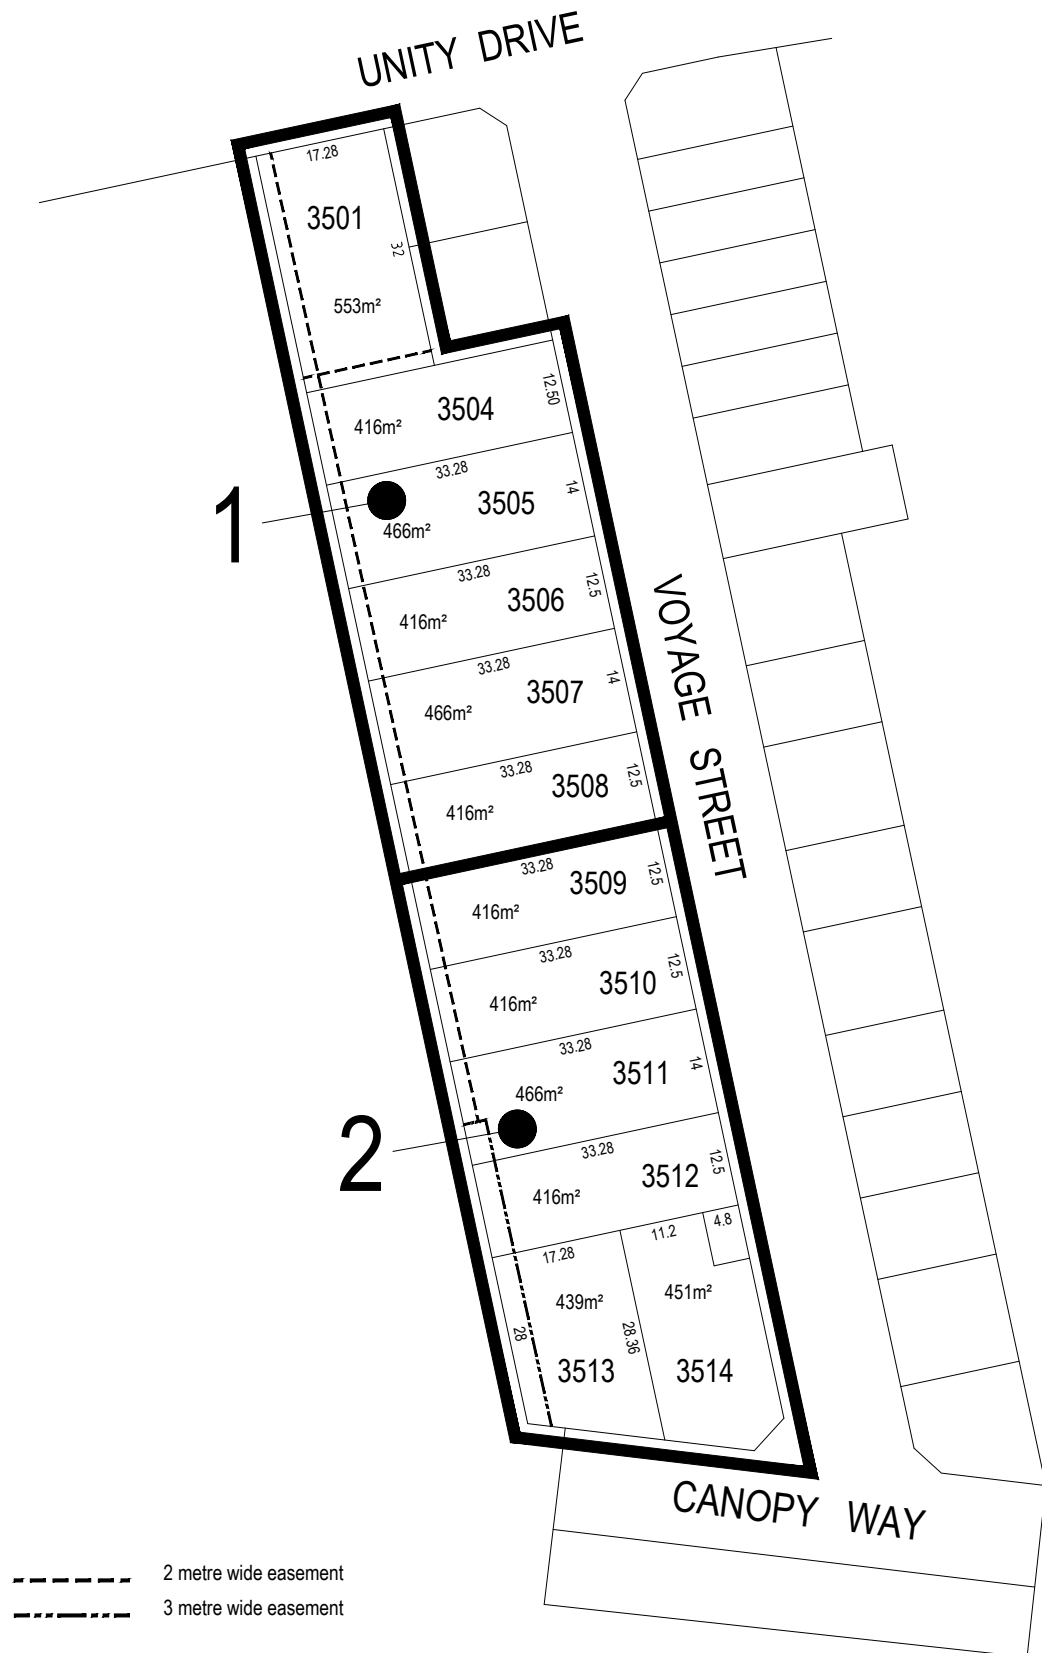 UNITY DRIVE
17.28
3501
32
553m²
12.50
3504
416m²
33.28
14
3505
1
466m²
33.28
12.5
3506
416m²
VOYAGE STREET
33.28
14
3507
466m²
33.28
12.5
3508
416m²
33.28
12.5
3509
416m²
33.28
12.5
3510
416m²
33.28
14
3511
466m²
2
33.28
12.5
3512
416m²
4.8
11.2
17.28
451m²
439m²
28
28.36
3513
3514
CANOPY WAY
2 metre wide easement
3 metre wide easement